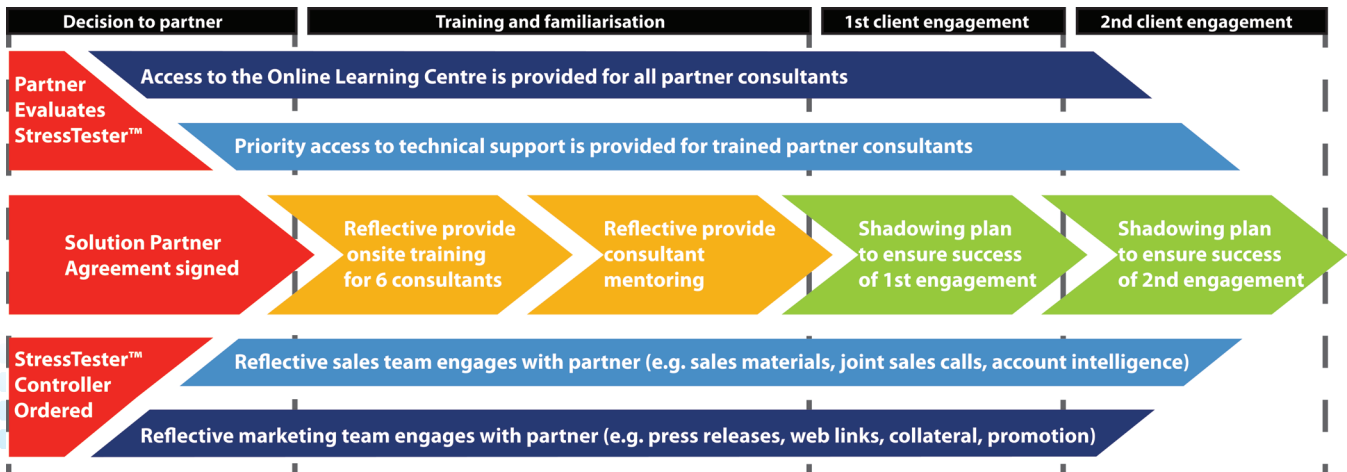 Decision to partner
Training and familiarisation
1st client engagement
2nd client engagement
Partner
Evaluates
StressTester™
Access to the Online Learning Centre is provided for all partner consultants
Priority access to technical support is provided for trained partner consultants
Solution Partner
Agreement signed
Reflective provide
onsite training
for 6 consultants
Reflective provide
consultant
mentoring
Shadowing plan
to ensure success
of 1st engagement
Shadowing plan
to ensure success
of 2nd engagement
StressTester™
Controller
Ordered
Reflective sales team engages with partner (e.g. sales materials, joint sales calls, account intelligence)
Reflective marketing team engages with partner (e.g. press releases, web links, collateral, promotion)